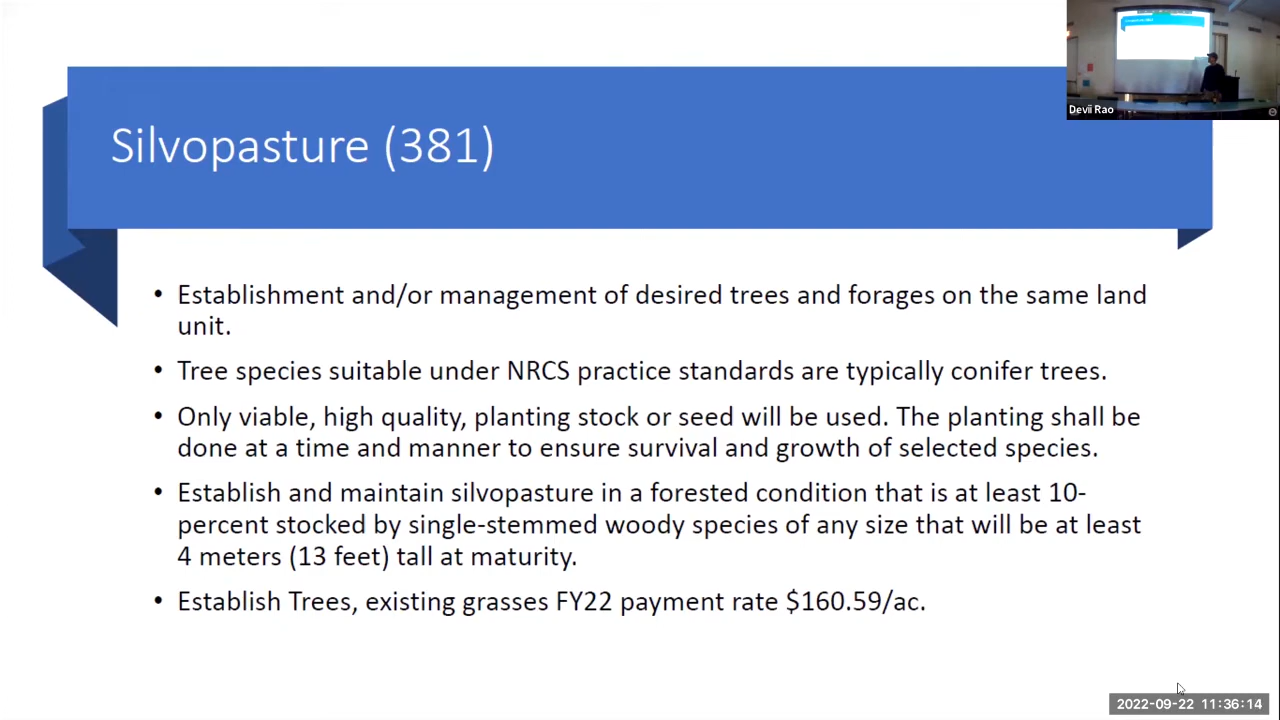 Devii Rao
Silvopasture (381)
• Establishment and/or management of desired trees and forages on the same land
unit.
• Tree species suitable under NRCS practice standards are typically conifer trees.
• Only viable, high quality, planting stock or seed will be used. The planting shall be
done at a time and manner to ensure survival and growth of selected species.
• Establish and maintain silvopasture in a forested condition that is at least 10-
percent stocked by single-stemmed woody species of any size that will be at least
4 meters (13 feet) tall at maturity.
• Establish Trees, existing grasses FY22 payment rate $160.59/ac.
2022-09-22 11:36:14